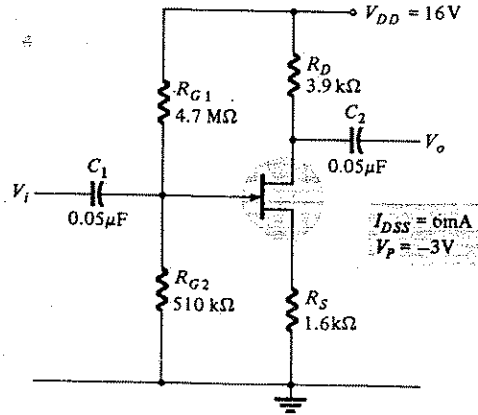 V_DD = 16V
R_D
3.9 kΩ
R_G1
4.7 MΩ
C_2
V_o
0.05μF
C_1
V_i
0.05μF
I_DSS = 6mA
V_P = –3V
R_G2
510 kΩ
R_S
1.6kΩ